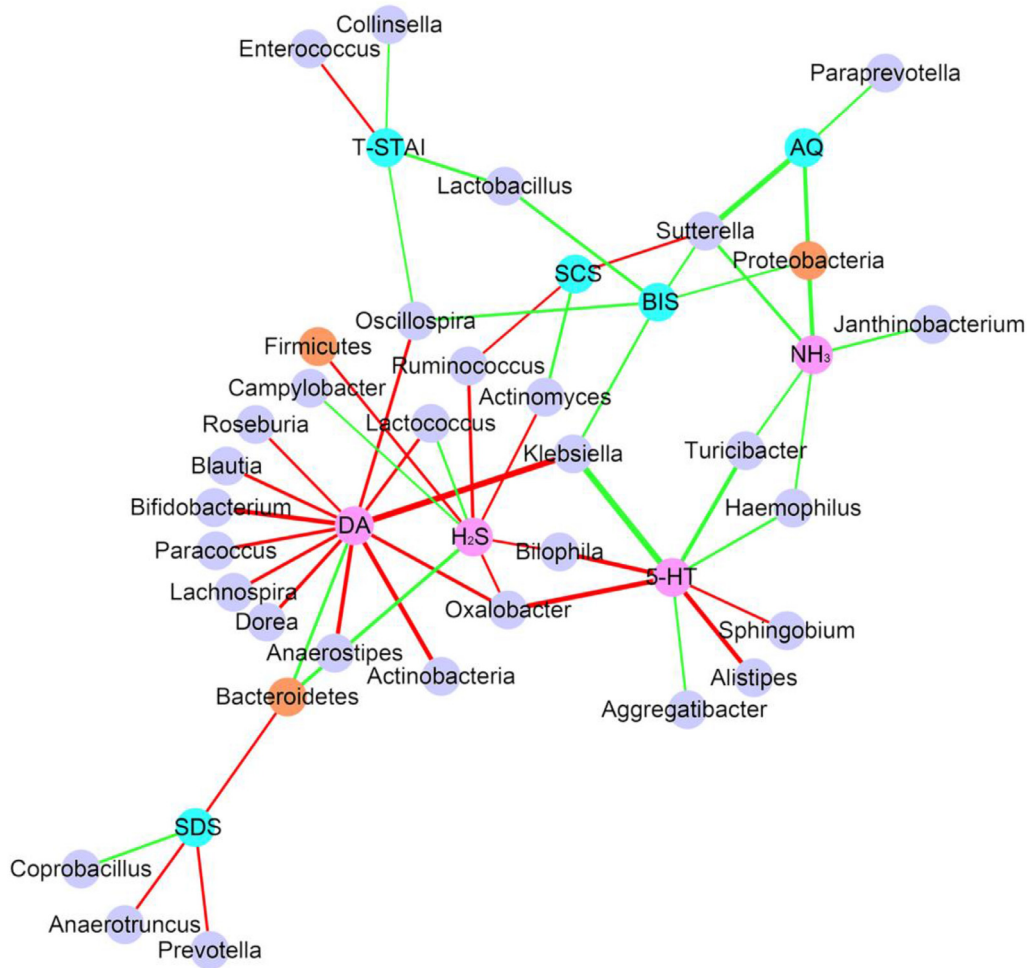 Collinsella
Enterococcus
Paraprevotella
T-STAI
AQ
Lactobacillus
Sutterella
Proteobacteria
SCS
BIS
Oscillospira
Janthinobacterium
Firmicutes
NH₃
Ruminococcus
Campylobacter
Actinomyces
Roseburia
Lactococcus
Klebsiella
Turicibacter
Blautia
Bifidobacterium
Haemophilus
DA
H₂S
Paracoccus
Bilophila
5-HT
Lachnospira
Oxalobacter
Dorea
Sphingobium
Anaerostipes
Actinobacteria
Alistipes
Bacteroidetes
Aggregatibacter
SDS
Coprobacillus
Anaerotruncus
Prevotella